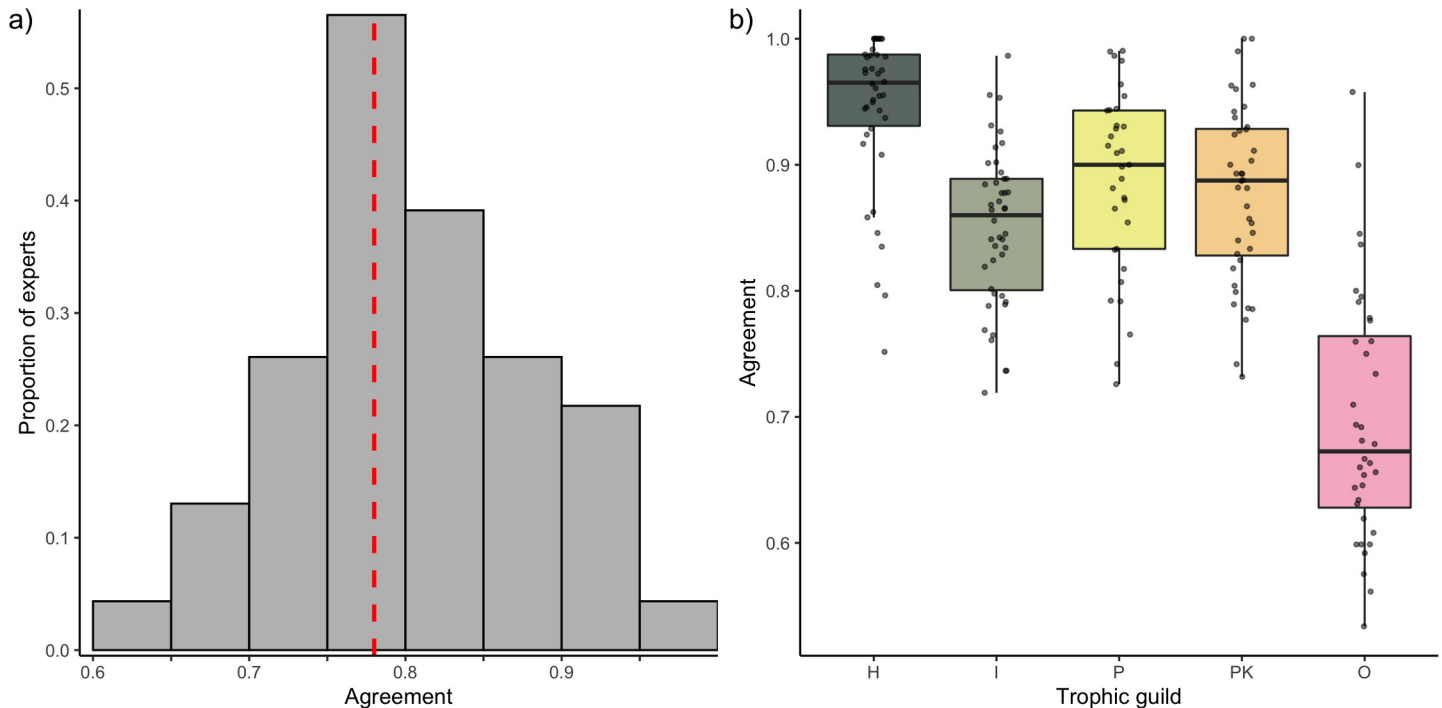 a)
Proportion of experts
0.5
0.4
0.3
0.2
0.1
0.0
0.6 0.7 0.8 0.9
Agreement
b)
Agreement
1.0
0.9
0.8
0.7
0.6
H I P PK O
Trophic guild